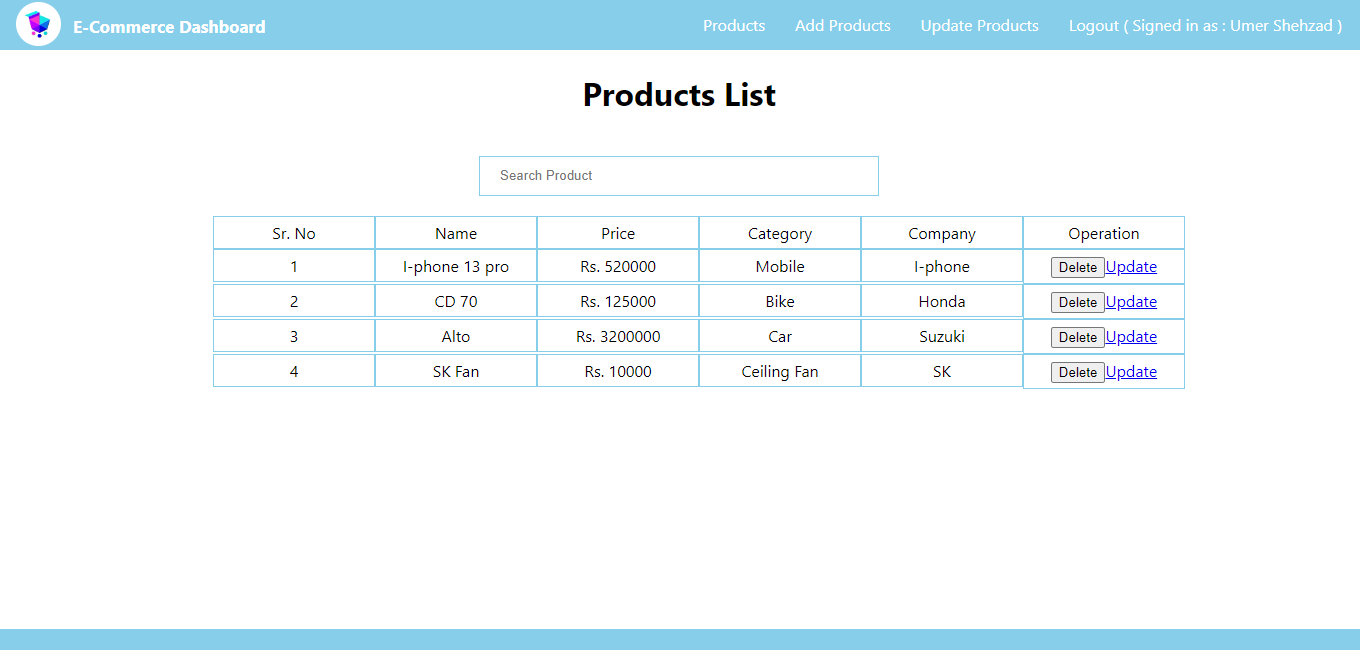 E-Commerce Dashboard Products Add Products Update Products Logout ( Signed in as : Umer Shehzad )
Products List
Search Product
Sr. No Name Price Category Company Operation
1 I-phone 13 pro Rs. 520000 Mobile I-phone Delete Update
2 CD 70 Rs. 125000 Bike Honda Delete Update
3 Alto Rs. 3200000 Car Suzuki Delete Update
4 SK Fan Rs. 10000 Ceiling Fan SK Delete Update